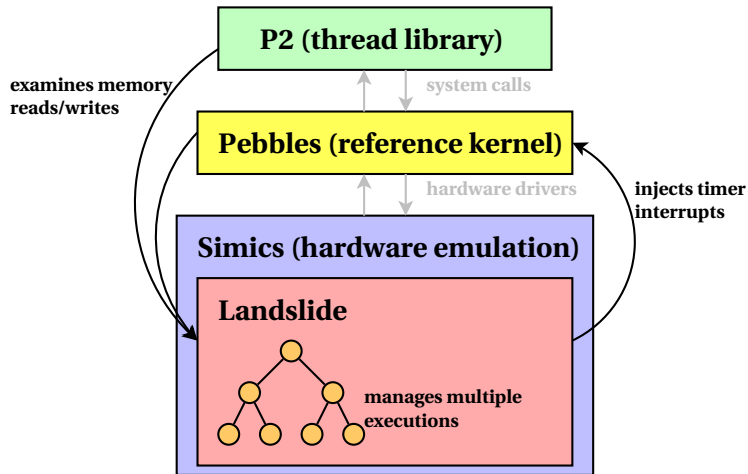 P2 (thread library)
examines memory
reads/writes
system calls
Pebbles (reference kernel)
hardware drivers
injects timer
interrupts
Simics (hardware emulation)
Landslide
manages multiple
executions